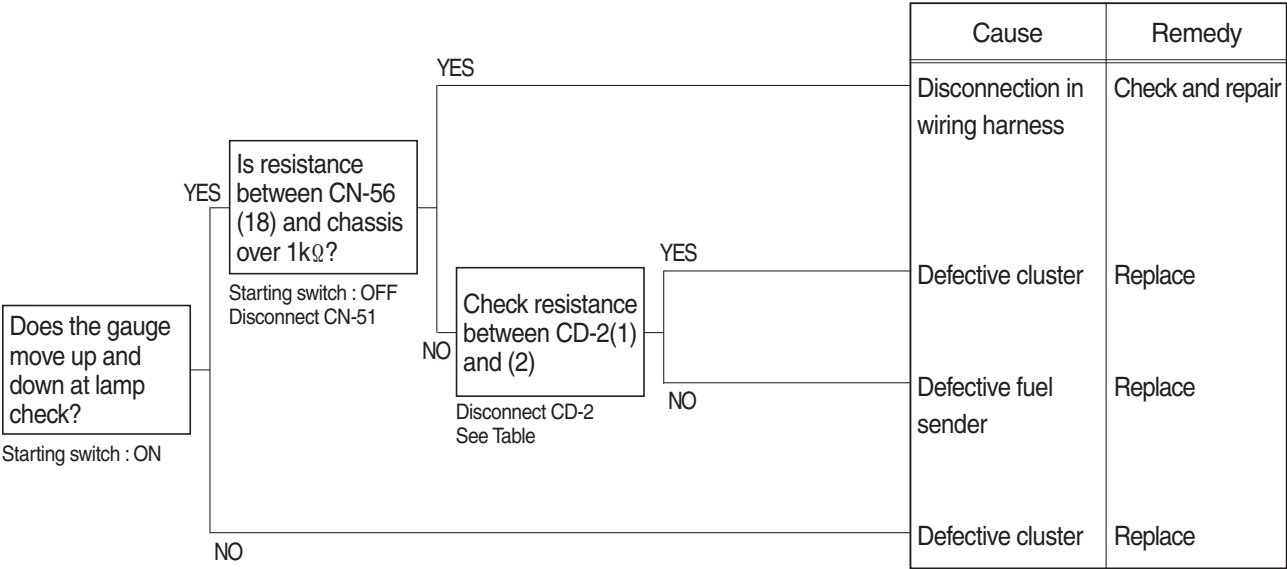 Cause
Remedy
YES
Disconnection in
wiring harness
Check and repair
YES
Is resistance
between CN-56
(18) and chassis
over 1kΩ?
Starting switch : OFF
Disconnect CN-51
YES
Defective cluster
Replace
Does the gauge
move up and
down at lamp
check?
Starting switch : ON
NO
Check resistance
between CD-2(1)
and (2)
Disconnect CD-2
See Table
NO
Defective fuel
sender
Replace
NO
Defective cluster
Replace